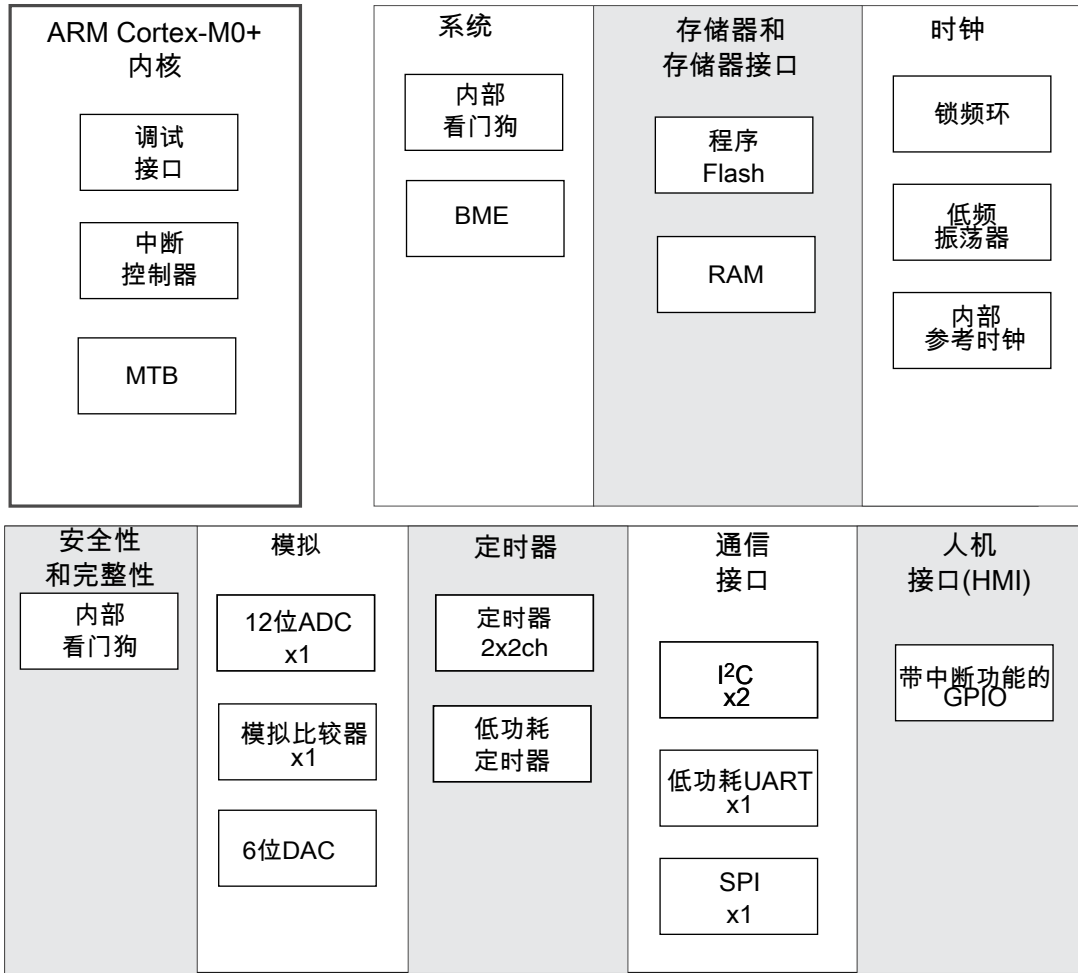 ARM Cortex-M0+
内核
调试
接口
中断
控制器
MTB
系统
内部
看门狗
BME
存储器和
存储器接口
程序
Flash
RAM
时钟
锁频环
低频
振荡器
内部
参考时钟
安全性
和完整性
内部
看门狗
模拟
12位ADC
x1
模拟比较器
x1
6位DAC
定时器
定时器
2x2ch
低功耗
定时器
通信
接口
I²C
x2
低功耗UART
x1
SPI
x1
人机
接口(HMI)
带中断功能的
GPIO